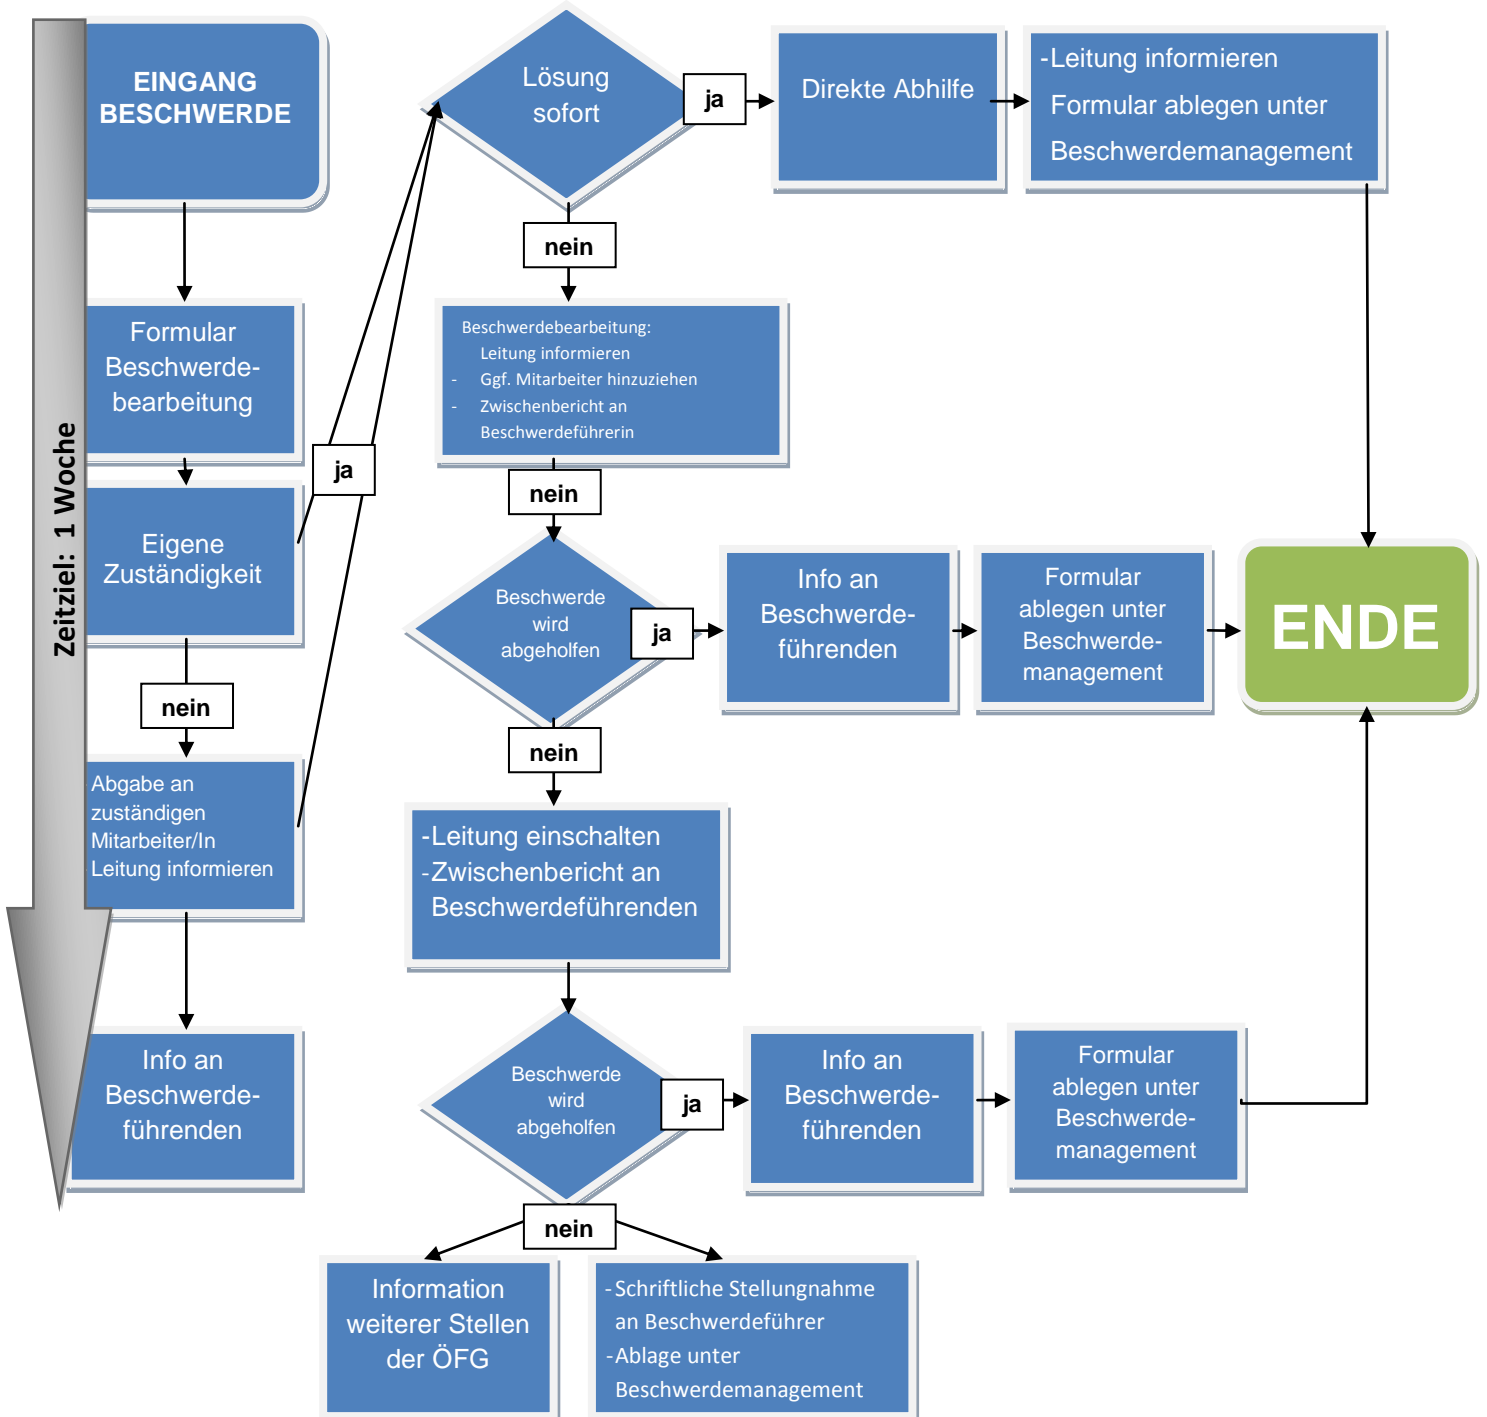 Zeitziel: 1 Woche
EINGANG
BESCHWERDE
Formular
Beschwerde-
bearbeitung
Eigene
Zuständigkeit
ja
nein
Abgabe an
zuständigen
Mitarbeiter/In
Leitung informieren
Info an
Beschwerde-
führenden
Lösung
sofort
ja
Direkte Abhilfe
-Leitung informieren
Formular ablegen unter
Beschwerdemanagement
nein
Beschwerdebearbeitung:
Leitung informieren
- Ggf. Mitarbeiter hinzuziehen
- Zwischenbericht an
Beschwerdeführerin
nein
Beschwerde
wird
abgeholfen
ja
Info an
Beschwerde-
führenden
Formular
ablegen unter
Beschwerde-
management
ENDE
nein
-Leitung einschalten
-Zwischenbericht an
Beschwerdeführenden
Beschwerde
wird
abgeholfen
ja
Info an
Beschwerde-
führenden
Formular
ablegen unter
Beschwerde-
management
nein
Information
weiterer Stellen
der ÖFG
-Schriftliche Stellungnahme
an Beschwerdeführer
-Ablage unter
Beschwerdemanagement